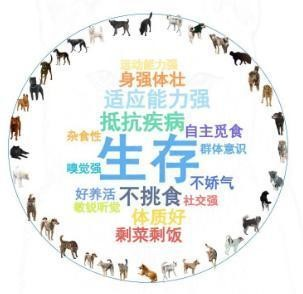 运动能力强
身强体壮
适应能力强
抵抗疾病
杂食性
自主觅食
生存
群体意识
嗅觉强
不娇气
好养活
不挑食
社交强
敏锐听觉
体质好
剩菜剩饭